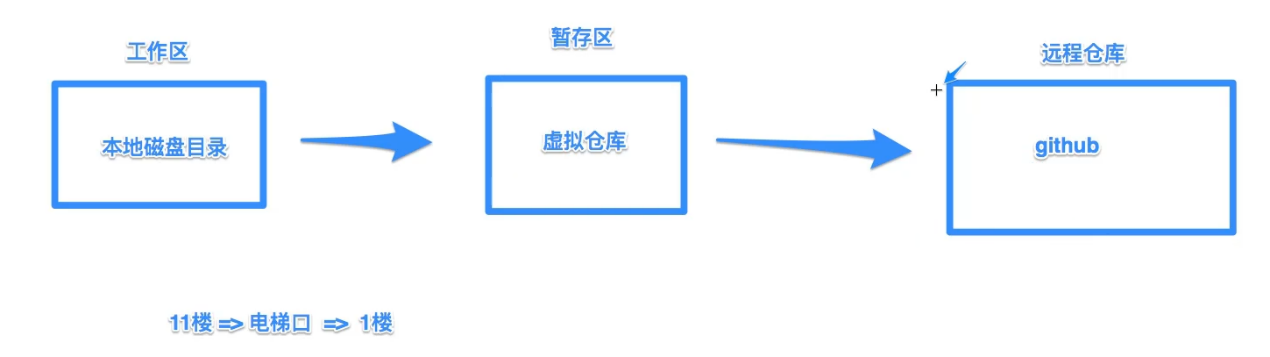 工作区
暂存区
远程仓库
本地磁盘目录
虚拟仓库
github
11楼 => 电梯口 => 1楼